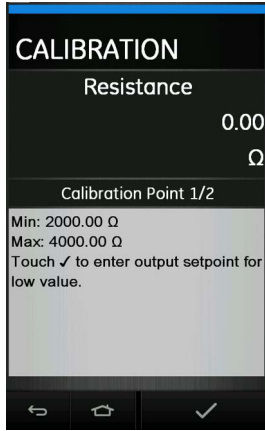 CALIBRATION
Resistance
0.00
Ω
Calibration Point 1/2
Min: 2000.00 Ω
Max: 4000.00 Ω
Touch ✓ to enter output setpoint for
low value.